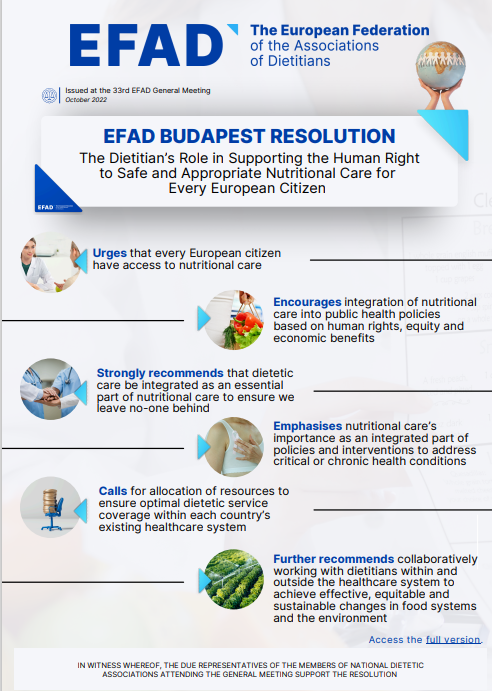 EFAD
The European Federation
of the Associations
of Dietitians
Issued at the 33rd EFAD General Meeting
October 2022
EFAD BUDAPEST RESOLUTION
The Dietitian's Role in Supporting the Human Right
to Safe and Appropriate Nutritional Care for
Every European Citizen
EFAD
Urges that every European citizen
have access to nutritional care
Encourages integration of nutritional
care into public health policies
based on human rights, equity and
economic benefits
Strongly recommends that dietetic
care be integrated as an essential
part of nutritional care to ensure we
leave no-one behind
Emphasises nutritional care's
importance as an integrated part of
policies and interventions to address
critical or chronic health conditions
Calls for allocation of resources to
ensure optimal dietetic service
coverage within each country's
existing healthcare system
Further recommends collaboratively
working with dietitians within and
outside the healthcare system to
achieve effective, equitable and
sustainable changes in food systems
and the environment
Access the full version.
IN WITNESS WHEREOF, THE DUE REPRESENTATIVES OF THE MEMBERS OF NATIONAL DIETETIC
ASSOCIATIONS ATTENDING THE GENERAL MEETING SUPPORT THE RESOLUTION